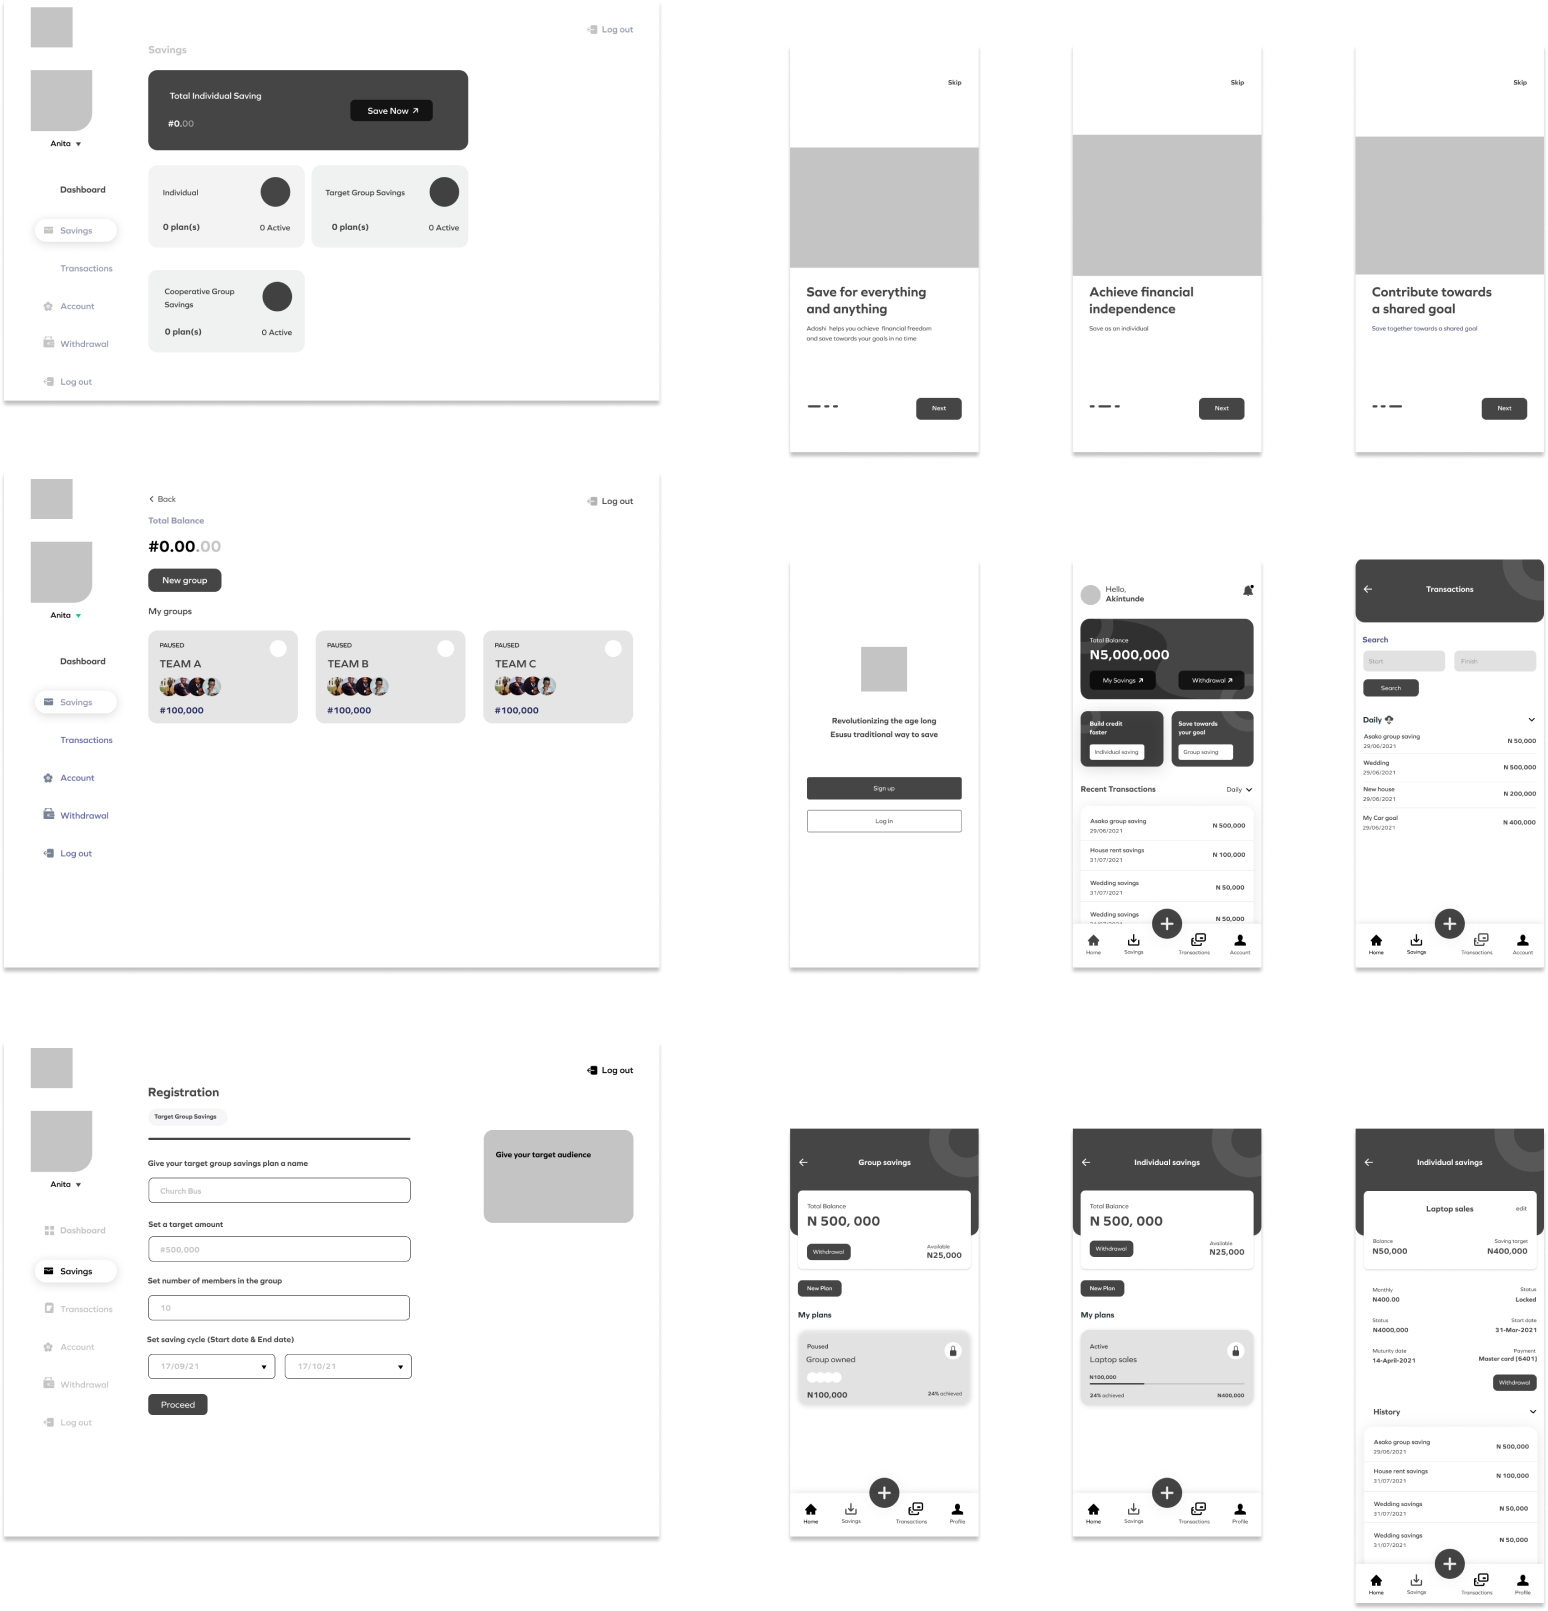 Log out
Savings
Total Individual Saving
Save Now
#0.00
Anita
Dashboard
Savings
Transactions
Account
Withdrawal
Log out
Individual
0 plan(s)
0 Active
Target Group Savings
0 plan(s)
0 Active
Cooperative Group
Savings
0 plan(s)
0 Active
Skip
Save for everything
and anything
Adashi helps you achieve financial freedom
and save towards your goals in no time
Next
Skip
Achieve financial
independence
Save as an individual
Next
Skip
Contribute towards
a shared goal
Save together towards a shared goal
Next
Back
Log out
Total Balance
#0.00.00
New group
My groups
Anita
Dashboard
Savings
Transactions
Account
Withdrawal
Log out
PAUSED
TEAM A
#100,000
PAUSED
TEAM B
#100,000
PAUSED
TEAM C
#100,000
Revolutionizing the age long
Esusu traditional way to save
Sign up
Log in
Hello,
Akintunde
Total Balance
N5,000,000
My Savings
Withdrawal
Build credit
faster
Individual saving
Save towards
your goal
Group saving
Recent Transactions
Daily
Asako group saving
29/06/2021
N 500,000
House rent savings
31/07/2021
N 100,000
Wedding savings
31/07/2021
N 50,000
Wedding savings
N 50,000
Home
Savings
Transactions
Account
Transactions
Search
Start
Finish
Search
Daily
Asako group saving
29/06/2021
N 50,000
Wedding
29/06/2021
N 500,000
New house
29/06/2021
N 200,000
My Car goal
29/06/2021
N 400,000
Home
Savings
Transactions
Account
Log out
Registration
Target Group Savings
Give your target group savings plan a name
Church Bus
Set a target amount
#500,000
Set number of members in the group
10
Set saving cycle (Start date & End date)
17/09/21
17/10/21
Proceed
Give your target audience
Anita
Dashboard
Savings
Transactions
Account
Withdrawal
Log out
Group savings
Total Balance
N 500, 000
Withdrawal
Available
N25,000
New Plan
My plans
Paused
Group owned
N100,000
24% achieved
Home
Savings
Transactions
Profile
Individual savings
Total Balance
N 500, 000
Withdrawal
Available
N25,000
New Plan
My plans
Active
Laptop sales
N100,000
24% achieved
N400,000
Home
Savings
Transactions
Profile
Individual savings
Laptop sales
edit
Balance
N50,000
Saving target
N400,000
Monthly
N400.00
Status
Locked
Status
N4000,000
Start date
31-Mar-2021
Muturity date
14-April-2021
Payment
Master card (6401)
Withdrawal
History
Asako group saving
29/06/2021
N 500,000
House rent savings
31/07/2021
N 100,000
Wedding savings
31/07/2021
N 50,000
Wedding savings
31/07/2021
N 50,000
Home
Savings
Transactions
Profile